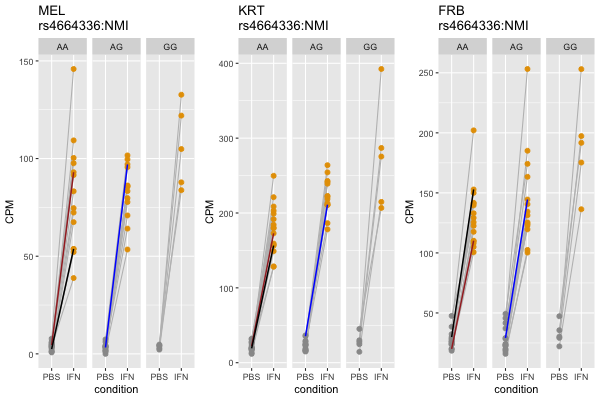 MEL
rs4664336:NMI
AA AG GG
150
100
50
0
CPM
PBS IFN PBS IFN PBS IFN
condition
KRT
rs4664336:NMI
AA AG GG
400
300
200
100
0
CPM
PBS IFN PBS IFN PBS IFN
condition
FRB
rs4664336:NMI
AA AG GG
250
200
150
100
50
CPM
PBS IFN PBS IFN PBS IFN
condition